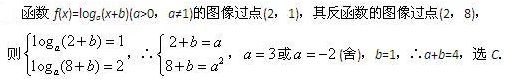 函数 f(x)=logₐ(x+b)(a>0，a≠1)的图像过点(2，1)，其反函数的图像过点(2，8)，
则{logₐ(2+b)=1 logₐ(8+b)=2，∴{2+b=a 8+b=a²，a=3或a=−2(舍)，b=1，∴a+b=4，选 C.